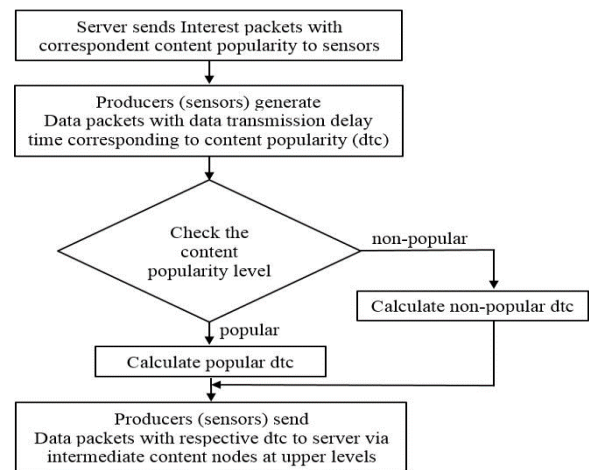 Server sends Interest packets with
correspondent content popularity to sensors
Producers (sensors) generate
Data packets with data transmission delay
time corresponding to content popularity (dtc)
Check the
content
popularity level
non-popular
Calculate non-popular dtc
popular
Calculate popular dtc
Producers (sensors) send
Data packets with respective dtc to server via
intermediate content nodes at upper levels